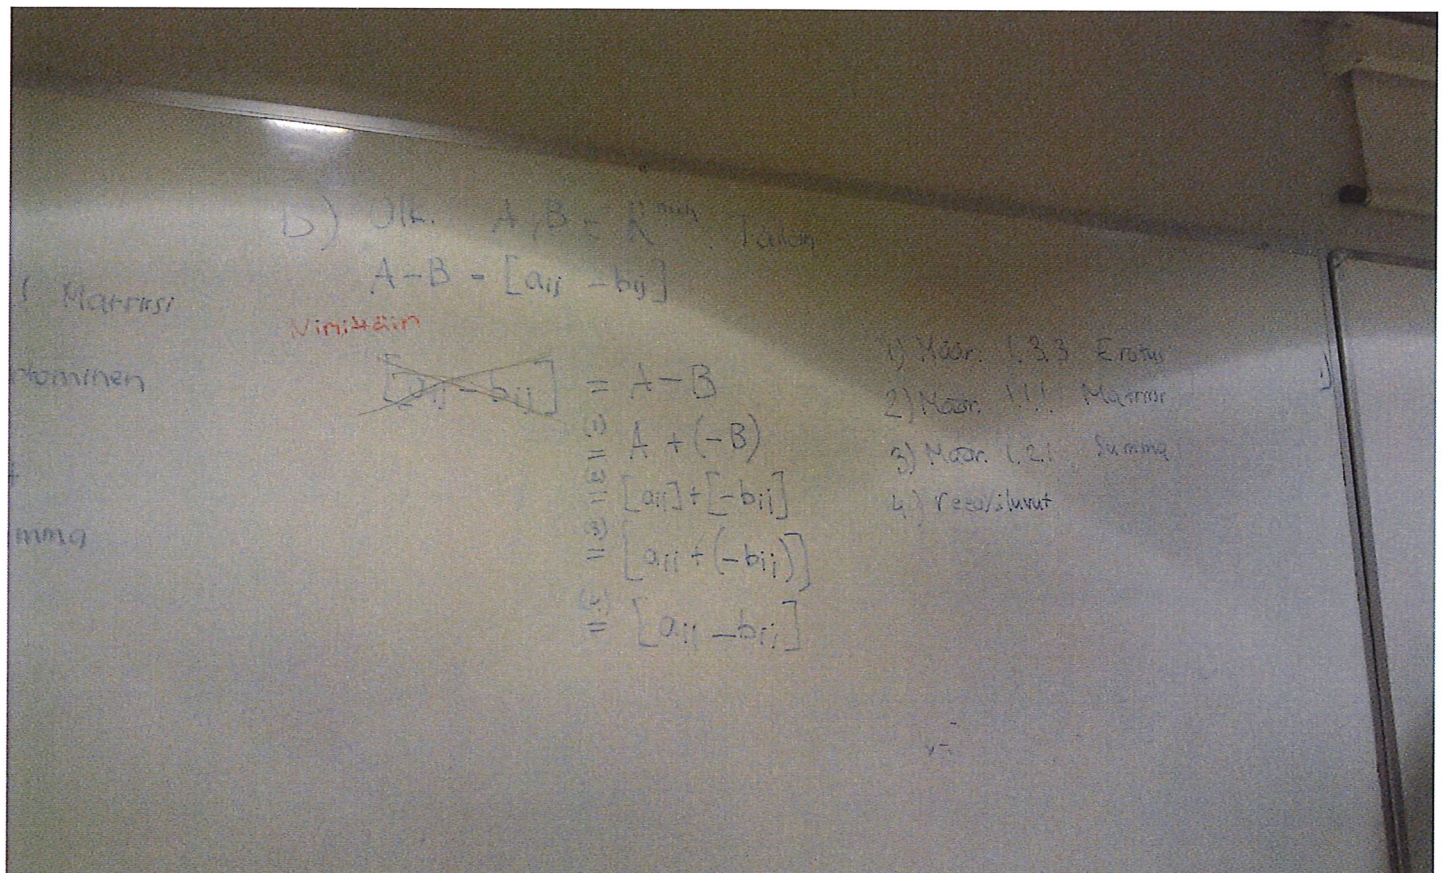 b) Olk. A, B ∈ R^mxn. Tällöin
A-B = [aij - bij]
Nimittäin
[aij - bij] = A-B
(1) = A + (-B)
(2) = [aij] + [-bij]
(3) = [aij + (-bij)]
(4) = [aij - bij]
1) Määr. 1.3.3 Erotus
2) Määr. 1.1.1 Matriisi
3) Määr. 1.2.1 Summa
4.) reaaliluvut
Matriisi